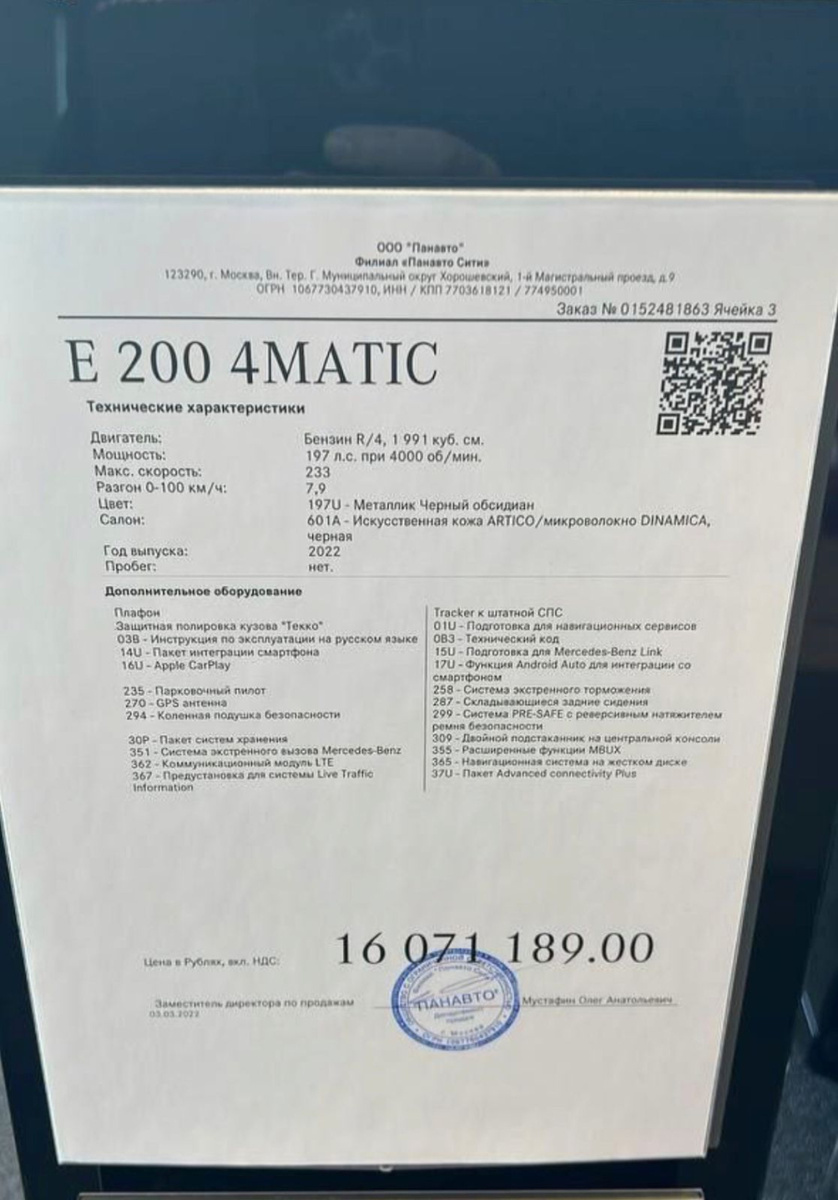 ООО "Панавто"
Филиал «Панавто Сити»
123290, г. Москва, Вн. Тер. Г. Муниципальный округ Хорошевский, 1-й Магистральный проезд, д.9
ОГРН 1067730437910, ИНН / КПП 7703618121 / 774950001
Заказ № 0152481863 Ячейка 3
E 200 4MATIC
Технические характеристики
Двигатель: Бензин R/4, 1 991 куб. см.
Мощность: 197 л.с. при 4000 об/мин.
Макс. скорость: 233
Разгон 0-100 км/ч: 7,9
Цвет: 197U - Металлик Черный обсидиан
Салон: 601A - Искусственная кожа ARTICO/микроволокно DINAMICA,
черная
Год выпуска: 2022
Пробег: нет.
Дополнительное оборудование
Плафон
Защитная полировка кузова "Текко"
03B - Инструкция по эксплуатации на русском языке
14U - Пакет интеграции смартфона
16U - Apple CarPlay
235 - Парковочный пилот
270 - GPS антенна
294 - Коленная подушка безопасности
30P - Пакет систем хранения
351 - Система экстренного вызова Mercedes-Benz
362 - Коммуникационный модуль LTE
367 - Предустановка для системы Live Traffic
Information
Tracker к штатной СПС
01U - Подготовка для навигационных сервисов
0B3 - Технический код
15U - Подготовка для Mercedes-Benz Link
17U - Функция Android Auto для интеграции со
смартфоном
258 - Система экстренного торможения
287 - Складывающиеся задние сидения
299 - Система PRE-SAFE с реверсивным натяжителем
ремня безопасности
309 - Двойной подстаканник на центральной консоли
355 - Расширенные функции MBUX
365 - Навигационная система на жестком диске
37U - Пакет Advanced connectivity Plus
Цена в Рублях, вкл. НДС: 16 071 189.00
Заместитель директора по продажам Мустафин Олег Анатольевич
03.03.2022
"ПАНАВТО"
г. Москва